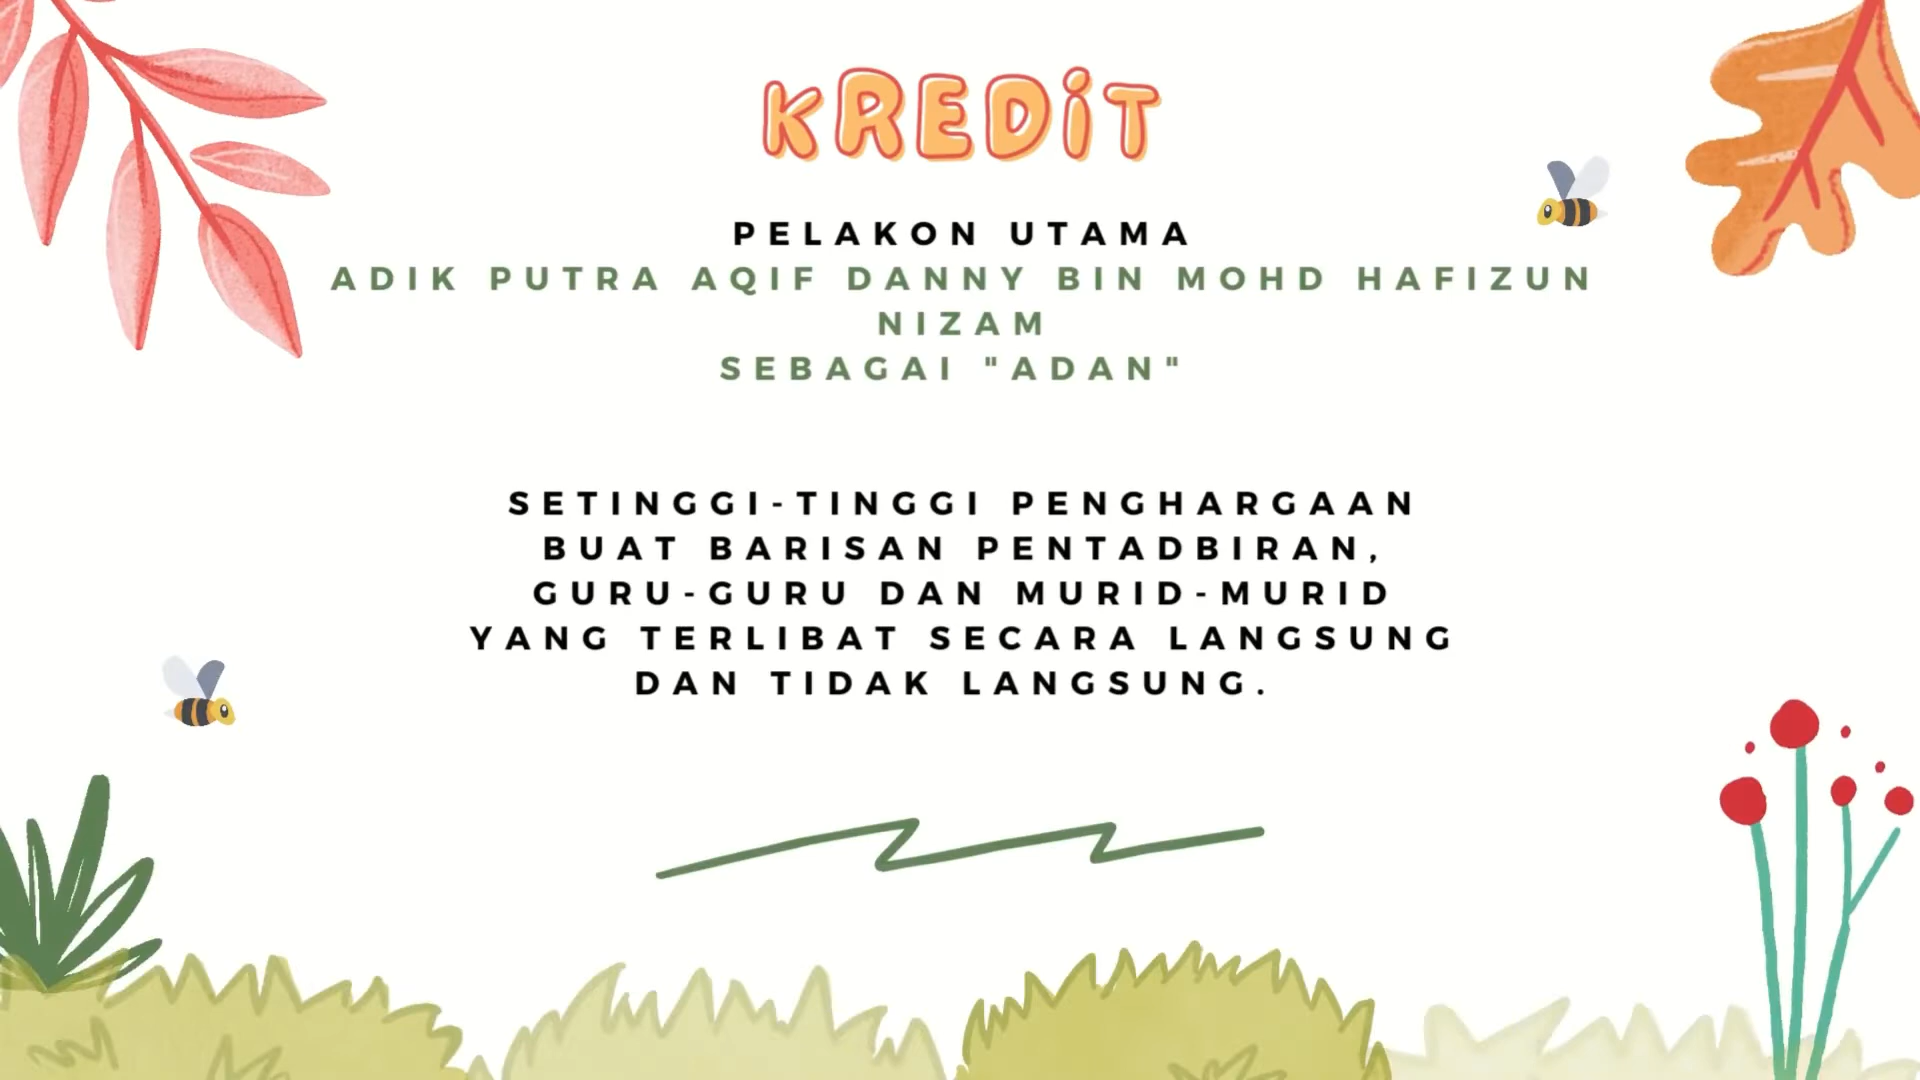 KREDiT
PELAKON UTAMA
ADIK PUTRA AQIF DANNY BIN MOHD HAFIZUN
NIZAM
SEBAGAI "ADAN"
SETINGGI-TINGGI PENGHARGAAN
BUAT BARISAN PENTADBIRAN,
GURU-GURU DAN MURID-MURID
YANG TERLIBAT SECARA LANGSUNG
DAN TIDAK LANGSUNG.